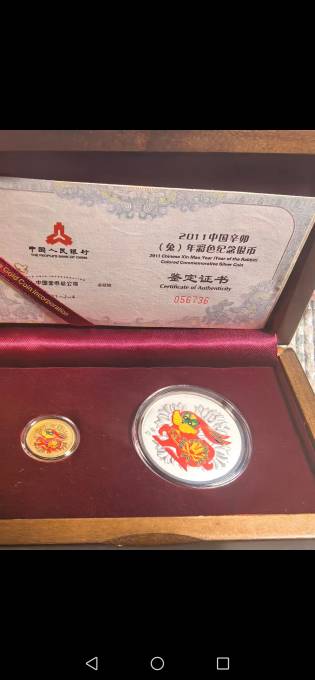 2011中国辛卯
（兔）年彩色纪念银币
2011 Chinese Xin Mao Year (Year of the Rabbit)
Colored Commemorative Silver Coin
鉴定证书
Certificate of Authenticity
056736
中国人民银行
THE PEOPLE'S BANK OF CHINA
中国金币总公司
Gold Coin Incorporation